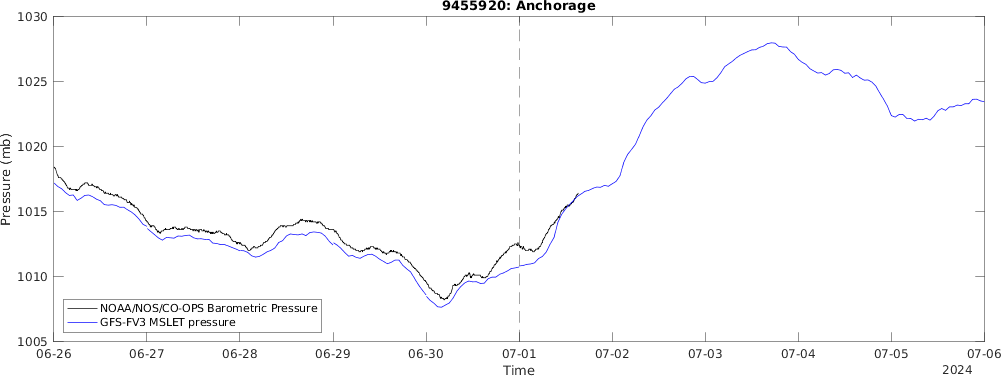 9455920: Anchorage
1030
1025
1020
1015
1010
1005
Pressure (mb)
NOAA/NOS/CO-OPS Barometric Pressure
GFS-FV3 MSLET pressure
06-26 06-27 06-28 06-29 06-30 07-01 07-02 07-03 07-04 07-05 07-06
Time
2024